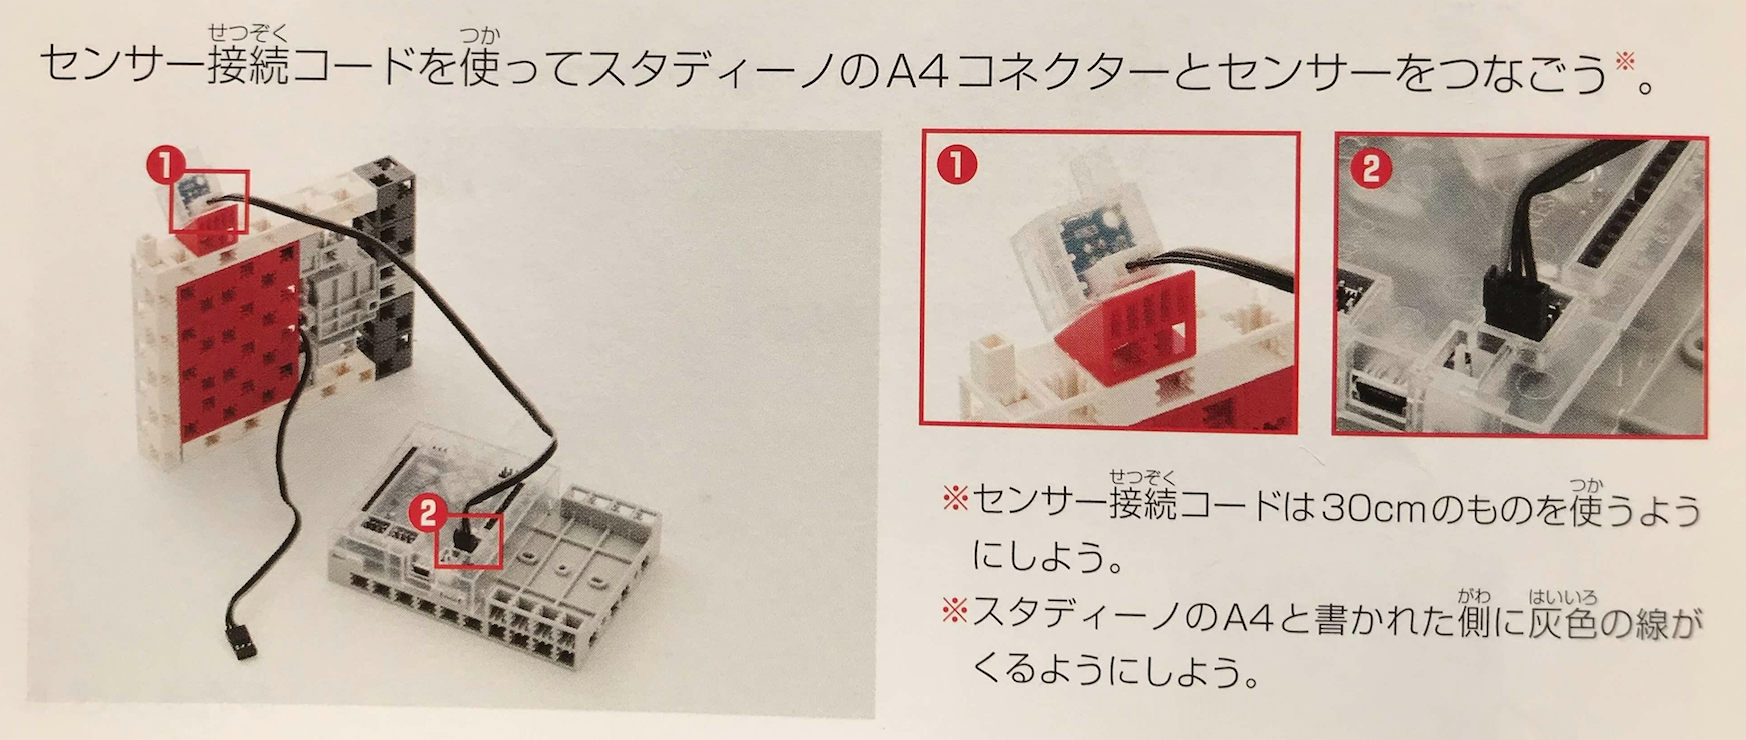 せつぞく つか
センサー接続コードを使ってスタディーノのA4コネクターとセンサーをつなごう※。
1
2
1
2
せつぞく つか
※センサー接続コードは30cmのものを使うよう
にしよう。
がわ はいいろ
※スタディーノのA4と書かれた側に灰色の線が
くるようにしよう。